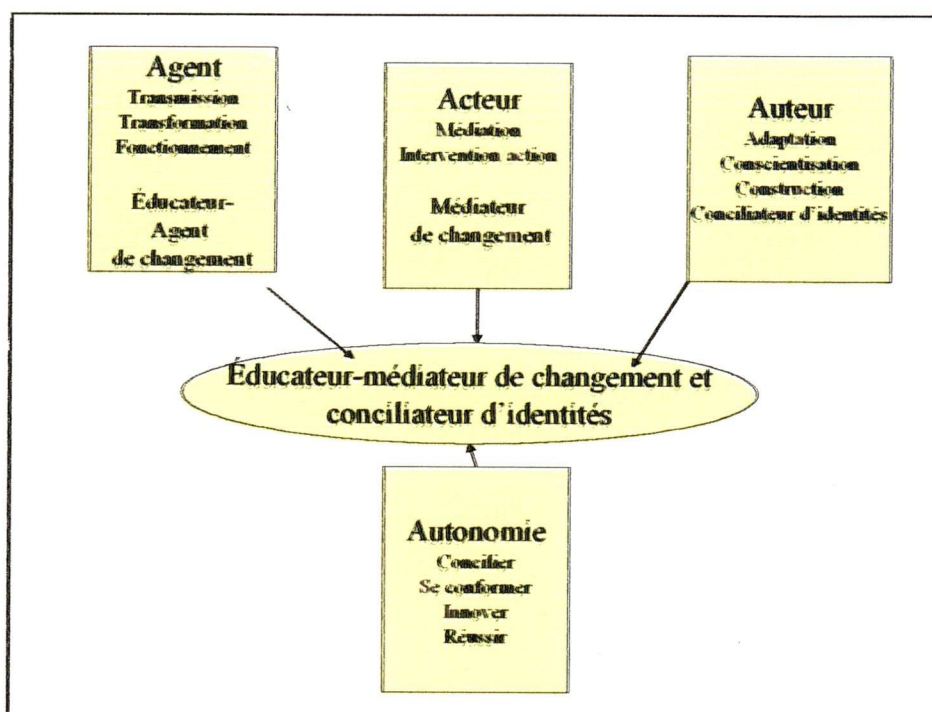 Agent
Transmission
Transformation
Fonctionnement
Éducateur-
Agent
de changement
Acteur
Médiation
Intervention action
Médiateur
de changement
Auteur
Adaptation
Conscientisation
Construction
Conciliateur d'identités
Éducateur-médiateur de changement et
conciliateur d'identités
Autonomie
Concilier
Se conformer
Innover
Réussir